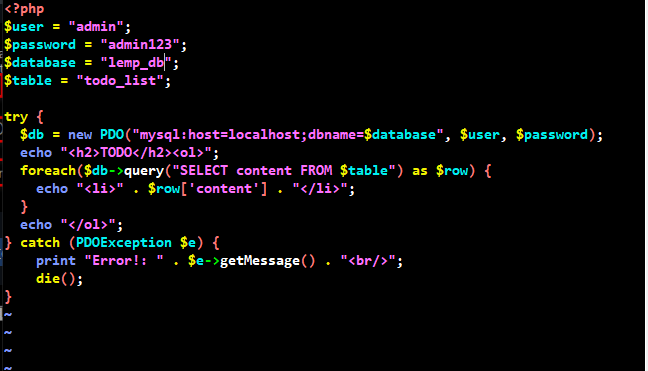 <?php
$user = "admin";
$password = "admin123";
$database = "lemp_db";
$table = "todo_list";

try {
  $db = new PDO("mysql:host=localhost;dbname=$database", $user, $password);
  echo "<h2>TODO</h2><ol>";
  foreach($db->query("SELECT content FROM $table") as $row) {
    echo "<li>" . $row['content'] . "</li>";
  }
  echo "</ol>";
} catch (PDOException $e) {
    print "Error!: " . $e->getMessage() . "<br/>";
    die();
}
~
~
~
~